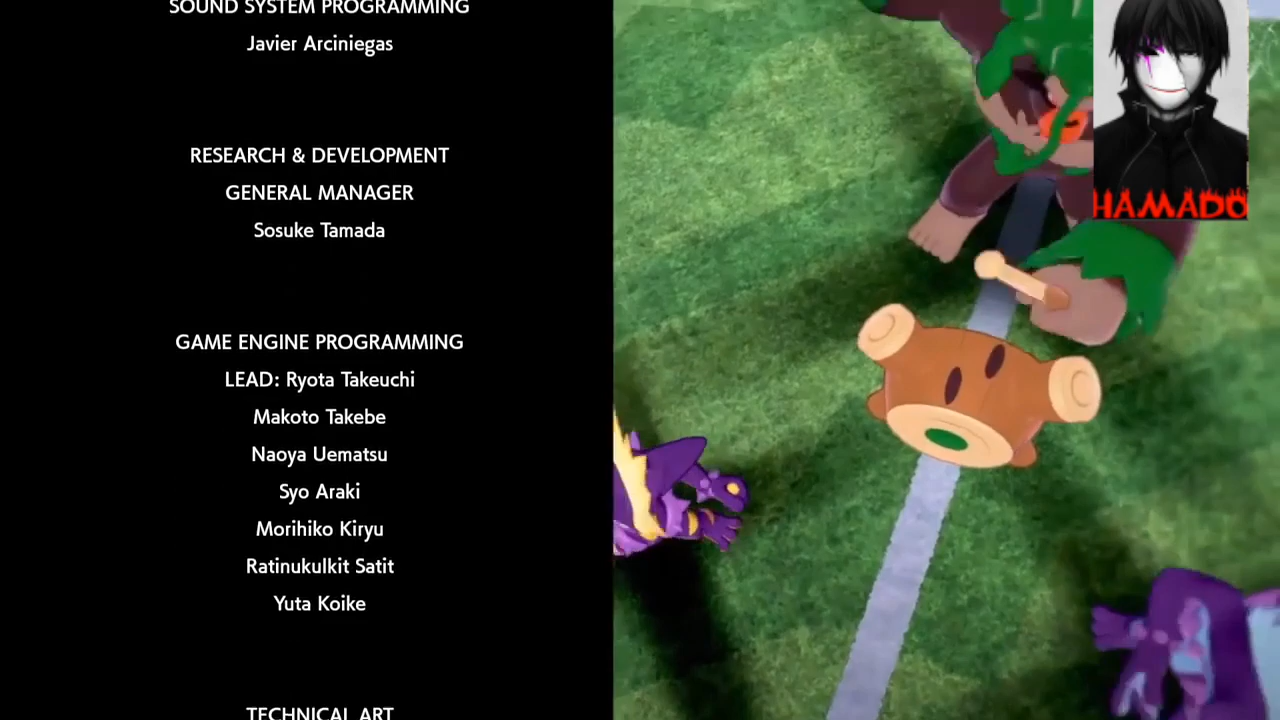 SOUND SYSTEM PROGRAMMING
Javier Arciniegas
RESEARCH & DEVELOPMENT
GENERAL MANAGER
Sosuke Tamada
GAME ENGINE PROGRAMMING
LEAD: Ryota Takeuchi
Makoto Takebe
Naoya Uematsu
Syo Araki
Morihiko Kiryu
Ratinukulkit Satit
Yuta Koike
TECHNICAL ART
HAMADO